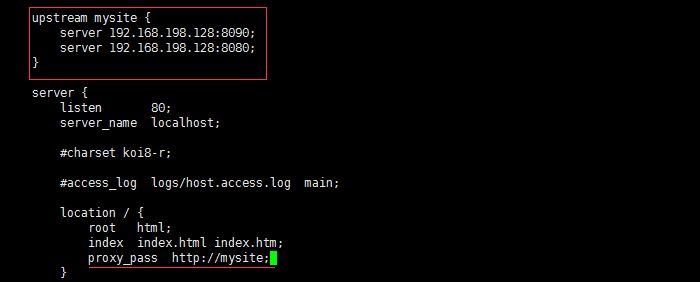 upstream mysite {
    server 192.168.198.128:8090;
    server 192.168.198.128:8080;
}
server {
    listen       80;
    server_name  localhost;
    #charset koi8-r;
    #access_log  logs/host.access.log  main;
    location / {
        root   html;
        index  index.html index.htm;
        proxy_pass  http://mysite;
    }